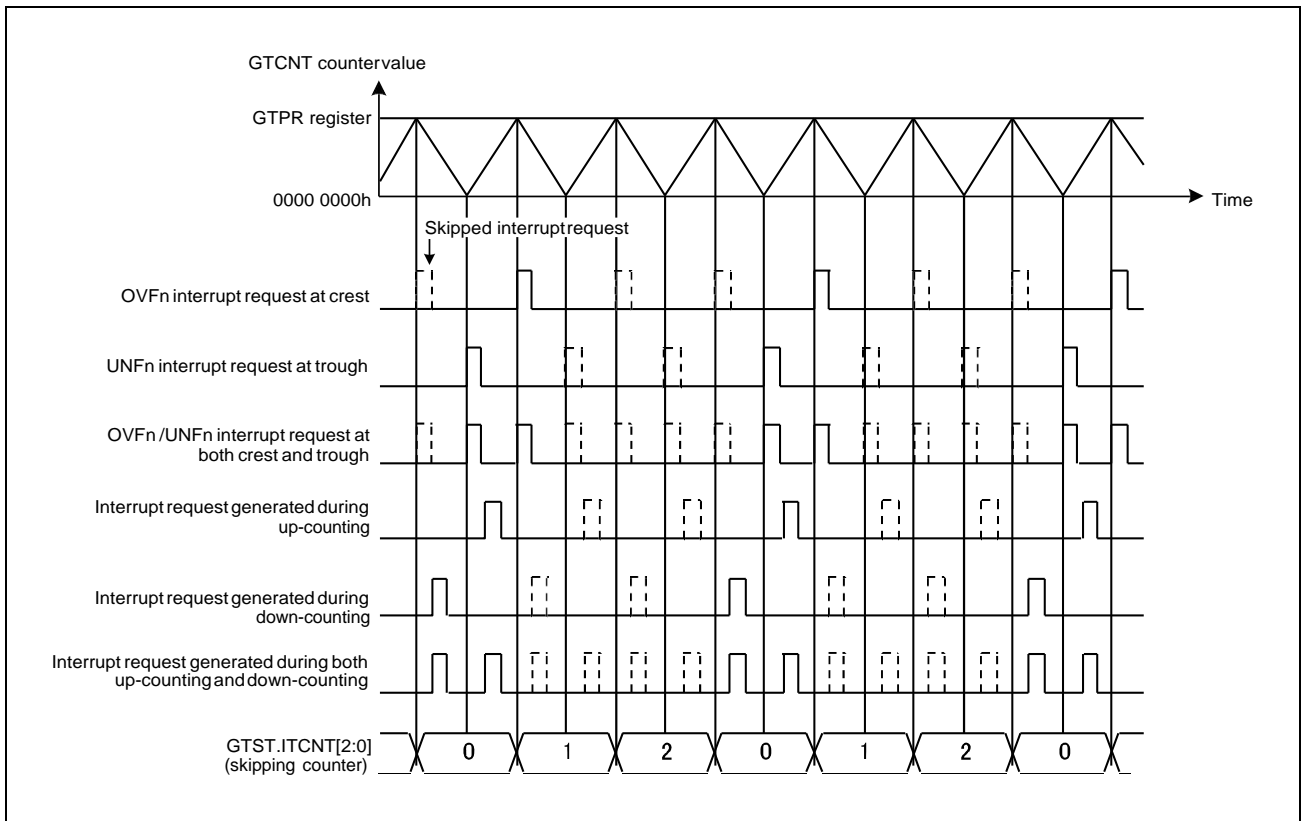 GTCNT counter value
GTPR register
0000 0000h
Time
Skipped interrupt request
OVFn interrupt request at crest
UNFn interrupt request at trough
OVFn /UNFn interrupt request at
both crest and trough
Interrupt request generated during
up-counting
Interrupt request generated during
down-counting
Interrupt request generated during both
up-counting and down-counting
GTST.ITCNT[2:0]
(skipping counter)
0 1 2 0 1 2 0